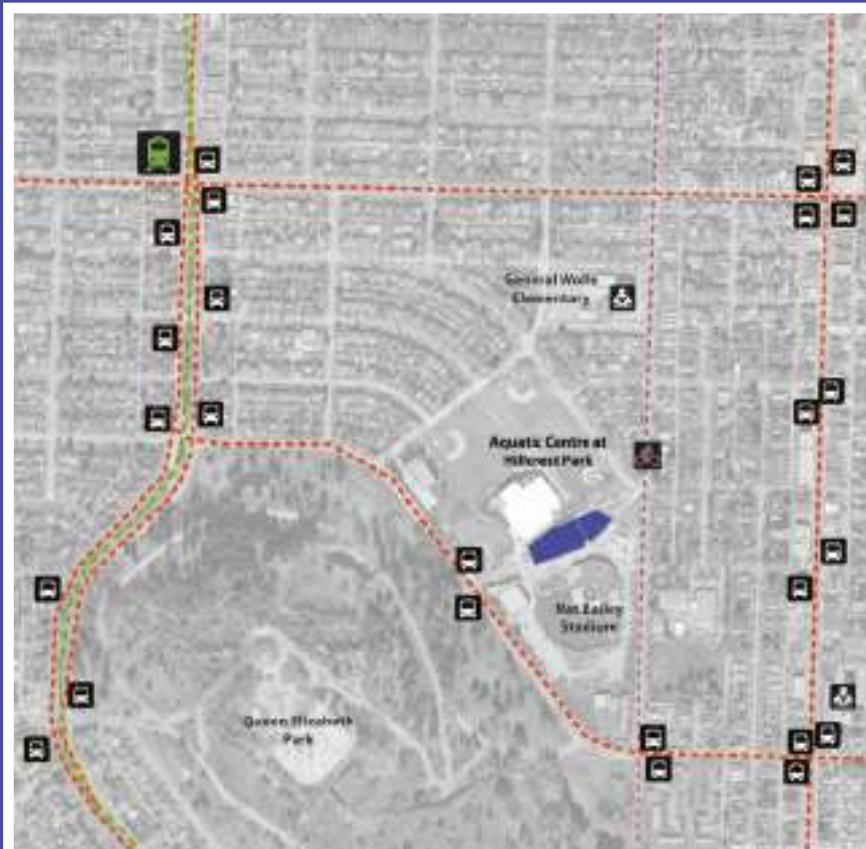 General Wolfe
Elementary
Aquatic Centre at
Hillcrest Park
Nat Bailey
Stadium
Queen Elizabeth
Park